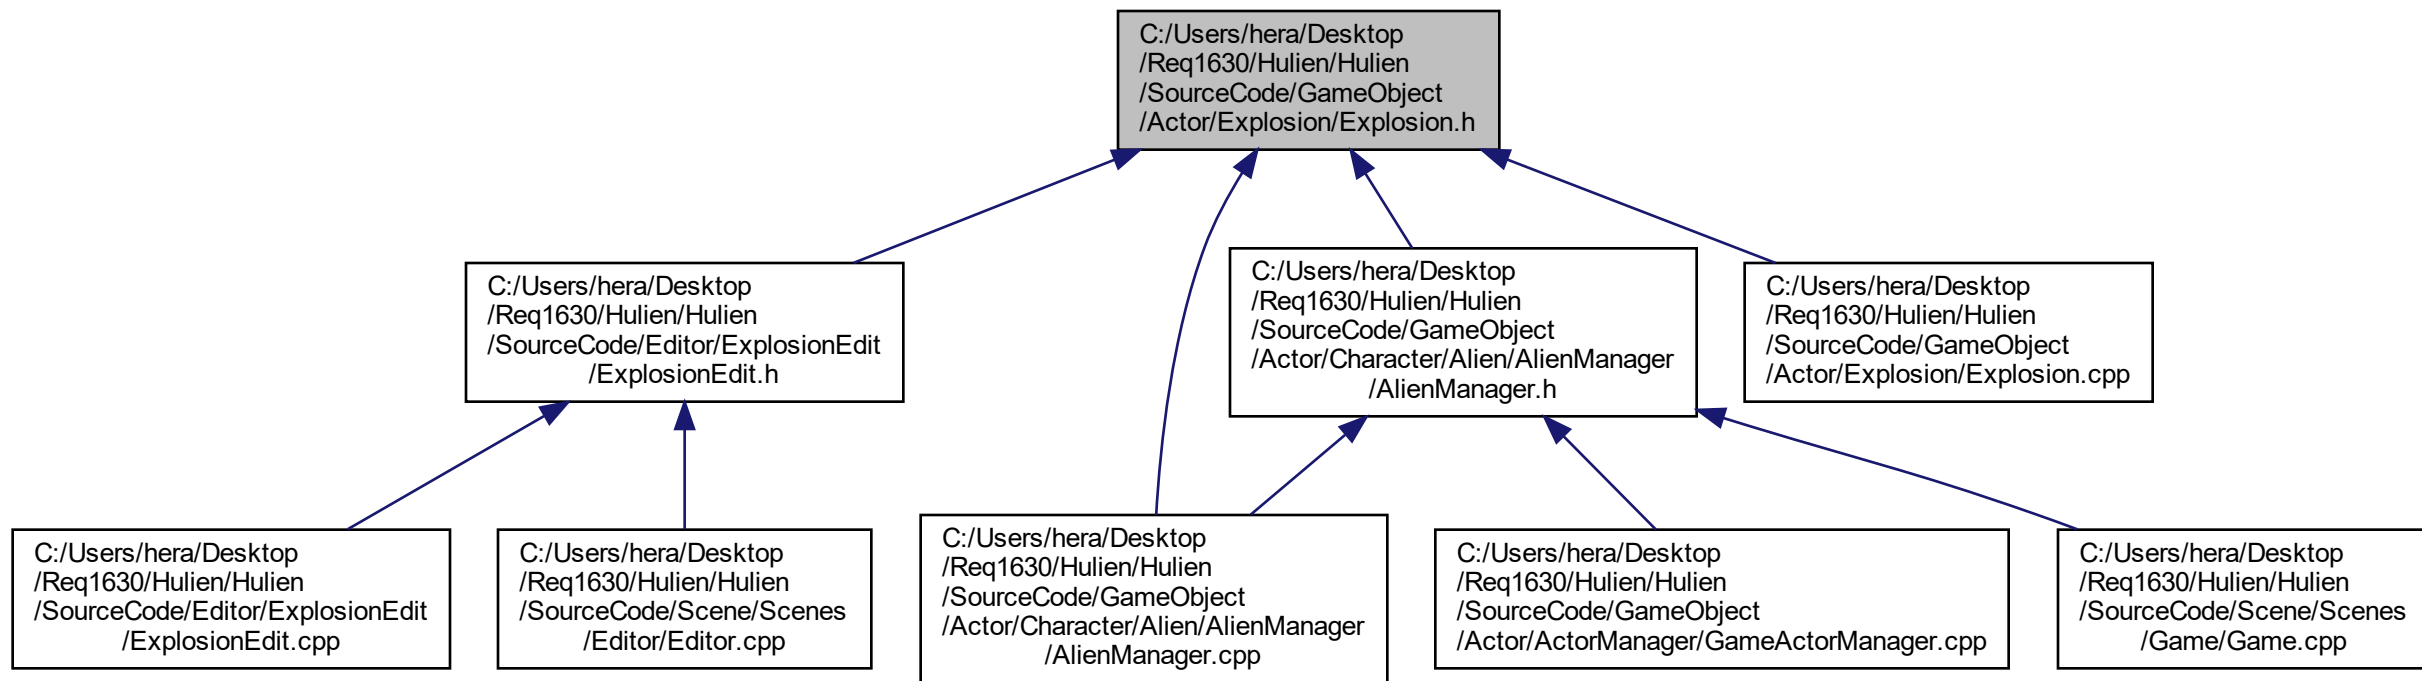 C:/Users/hera/Desktop
/Req1630/Hulien/Hulien
/SourceCode/GameObject
/Actor/Explosion/Explosion.h
C:/Users/hera/Desktop
/Req1630/Hulien/Hulien
/SourceCode/Editor/ExplosionEdit
/ExplosionEdit.h
C:/Users/hera/Desktop
/Req1630/Hulien/Hulien
/SourceCode/GameObject
/Actor/Character/Alien/AlienManager
/AlienManager.h
C:/Users/hera/Desktop
/Req1630/Hulien/Hulien
/SourceCode/GameObject
/Actor/Explosion/Explosion.cpp
C:/Users/hera/Desktop
/Req1630/Hulien/Hulien
/SourceCode/Editor/ExplosionEdit
/ExplosionEdit.cpp
C:/Users/hera/Desktop
/Req1630/Hulien/Hulien
/SourceCode/Scene/Scenes
/Editor/Editor.cpp
C:/Users/hera/Desktop
/Req1630/Hulien/Hulien
/SourceCode/GameObject
/Actor/Character/Alien/AlienManager
/AlienManager.cpp
C:/Users/hera/Desktop
/Req1630/Hulien/Hulien
/SourceCode/GameObject
/Actor/ActorManager/GameActorManager.cpp
C:/Users/hera/Desktop
/Req1630/Hulien/Hulien
/SourceCode/Scene/Scenes
/Game/Game.cpp